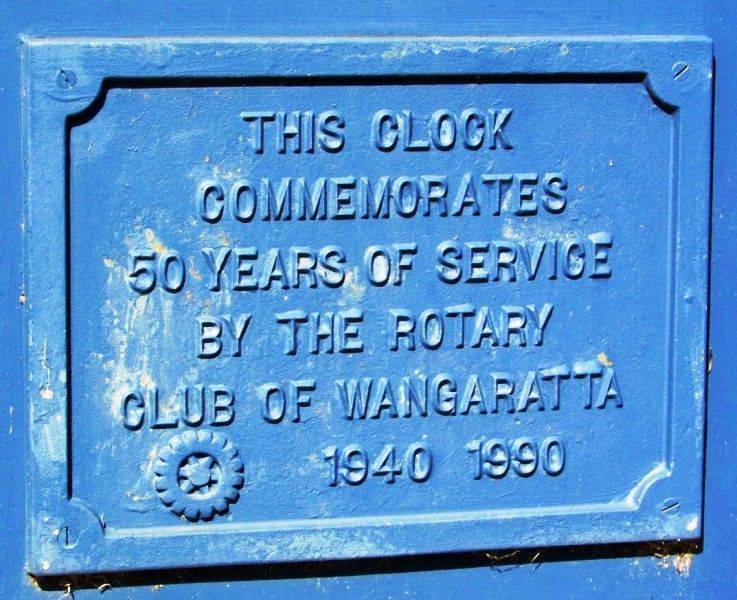 THIS CLOCK
COMMEMORATES
50 YEARS OF SERVICE
BY THE ROTARY
CLUB OF WANGARATTA
1940 1990